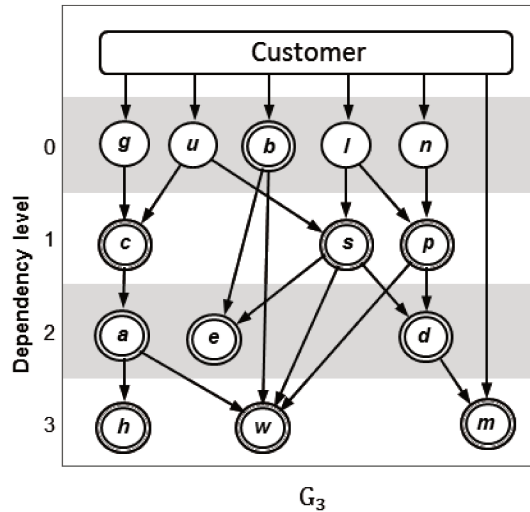 Customer
0 g u b l n
1 c s p
2 a e d
3 h w m
Dependency level
G₃